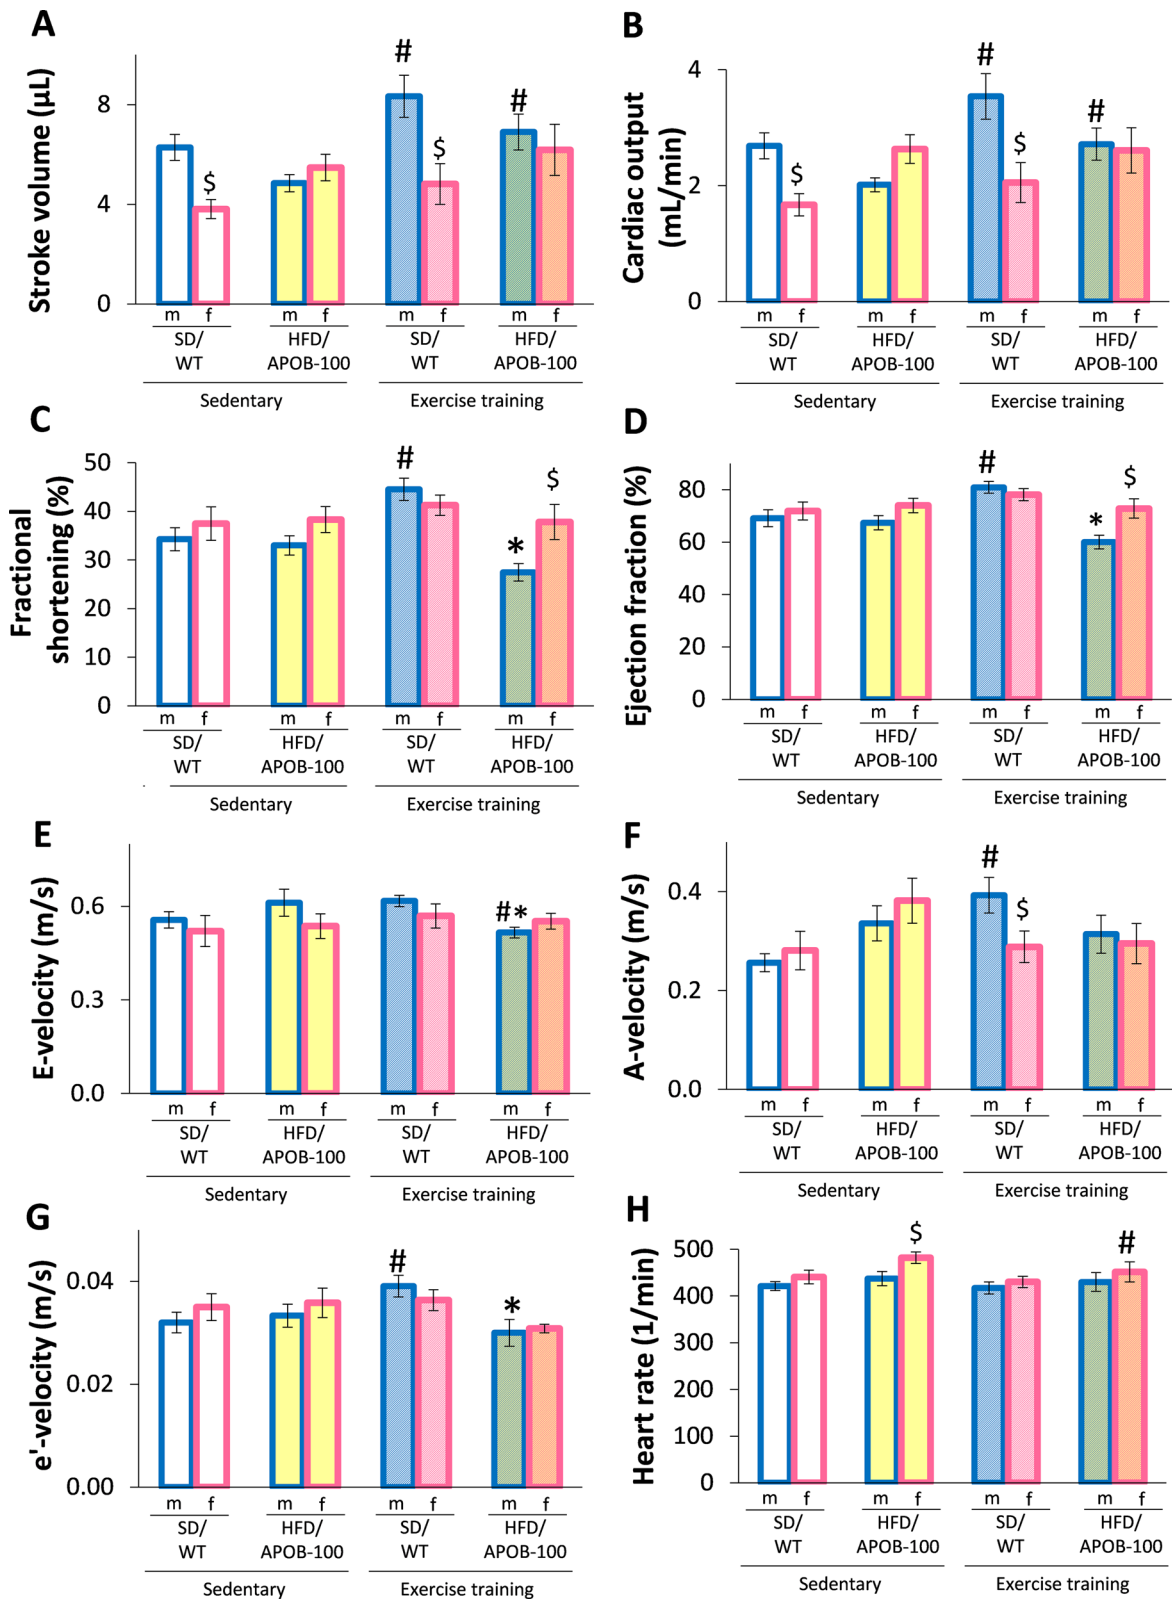 A
Stroke volume (µL)
8
4
0
#
#
$
$
m f m f m f m f
SD/ HFD/ SD/ HFD/
WT APOB-100 WT APOB-100
Sedentary Exercise training
B
Cardiac output
(mL/min)
4
2
0
#
#
$
$
m f m f m f m f
SD/ HFD/ SD/ HFD/
WT APOB-100 WT APOB-100
Sedentary Exercise training
C
Fractional
shortening (%)
50
40
30
20
10
0
#
$
*
m f m f m f m f
SD/ HFD/ SD/ HFD/
WT APOB-100 WT APOB-100
Sedentary Exercise training
D
Ejection fraction (%)
80
60
40
20
0
#
$
*
m f m f m f m f
SD/ HFD/ SD/ HFD/
WT APOB-100 WT APOB-100
Sedentary Exercise training
E
E-velocity (m/s)
0.6
0.3
0.0
#*
m f m f m f m f
SD/ HFD/ SD/ HFD/
WT APOB-100 WT APOB-100
Sedentary Exercise training
F
A-velocity (m/s)
0.4
0.2
0.0
#
$
m f m f m f m f
SD/ HFD/ SD/ HFD/
WT APOB-100 WT APOB-100
Sedentary Exercise training
G
e'-velocity (m/s)
0.04
0.02
0.00
#
*
m f m f m f m f
SD/ HFD/ SD/ HFD/
WT APOB-100 WT APOB-100
Sedentary Exercise training
H
Heart rate (1/min)
500
400
300
200
100
0
$
#
m f m f m f m f
SD/ HFD/ SD/ HFD/
WT APOB-100 WT APOB-100
Sedentary Exercise training